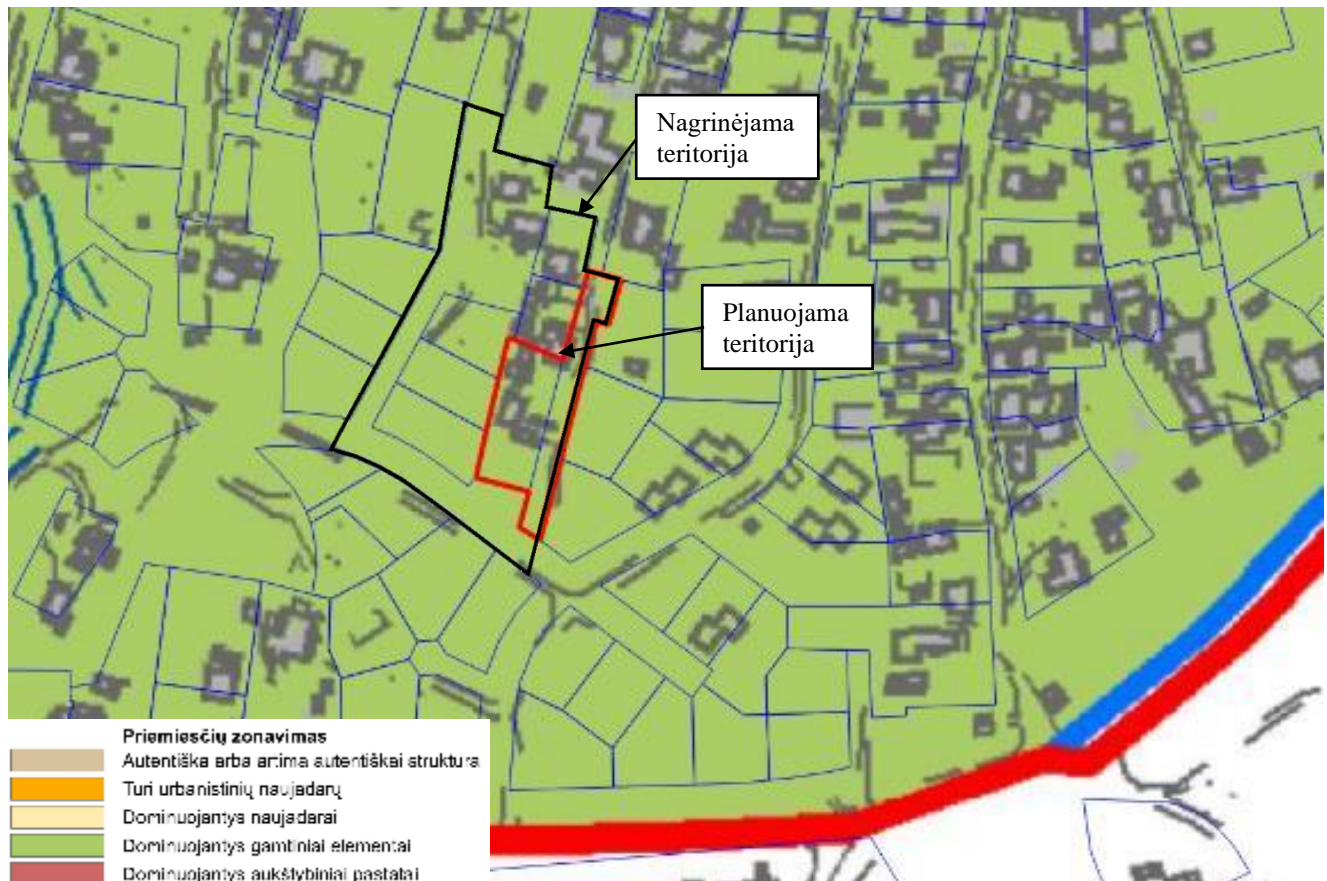 Nagrinėjama
teritorija
Planuojama
teritorija
Priemiesčių zonavimas
Autentiška arba artima autentiškai struktūra
Turi urbanistinių naujadarų
Dominuojantys naujadarai
Dominuojantys gamtiniai elementai
Dominuojantys aukštybiniai pastatai